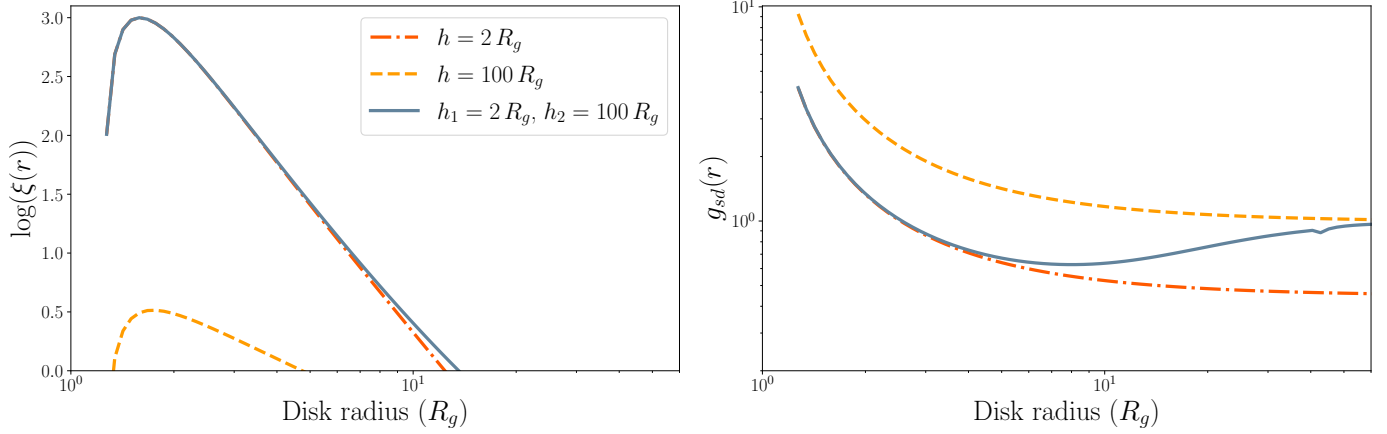 3.0
2.5
2.0
1.5
1.0
0.5
0.0
log(ξ(r))
h = 2 R_g
h = 100 R_g
h_1 = 2 R_g, h_2 = 100 R_g
10^0
10^1
Disk radius (R_g)
10^1
10^0
g_{sd}(r)
10^0
10^1
Disk radius (R_g)